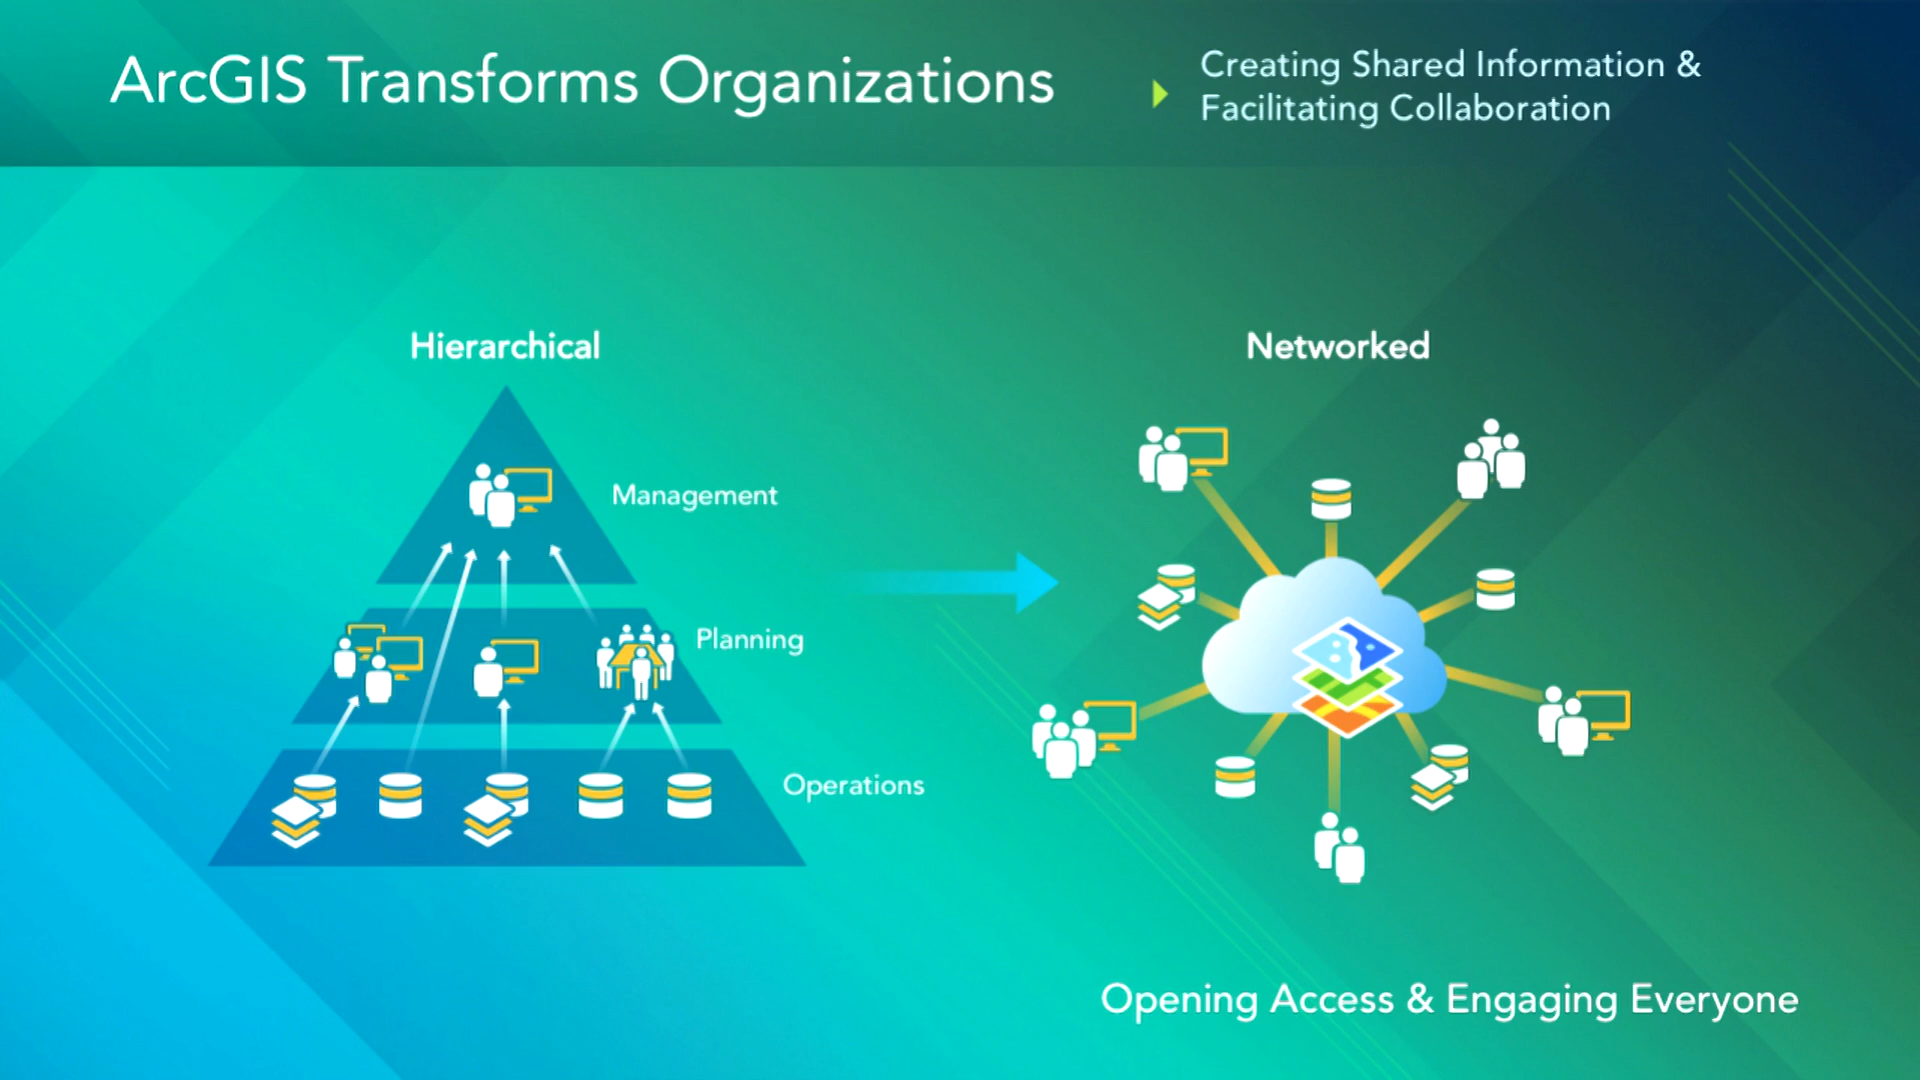 ArcGIS Transforms Organizations
Creating Shared Information &
Facilitating Collaboration
Hierarchical
Management
Planning
Operations
Networked
Opening Access & Engaging Everyone